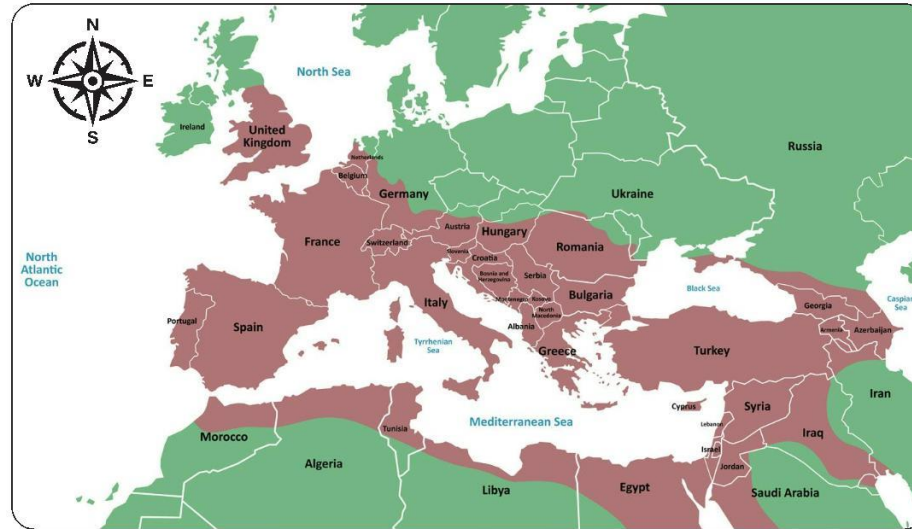 N
W
E
S
North Sea
Ireland
United
Kingdom
Netherlands
Belgium
Germany
Russia
Ukraine
North
Atlantic
Ocean
France
Switzerland
Austria
Hungary
Slovenia
Croatia
Romania
Bosnia and
Herzegovina
Serbia
Italy
Montenegro
Kosovo
Bulgaria
North
Macedonia
Albania
Greece
Black Sea
Georgia
Armenia
Azerbaijan
Caspian
Sea
Portugal
Spain
Tyrrhenian
Sea
Turkey
Mediterranean Sea
Cyprus
Syria
Lebanon
Israel
Jordan
Iraq
Iran
Morocco
Algeria
Tunisia
Libya
Egypt
Saudi Arabia